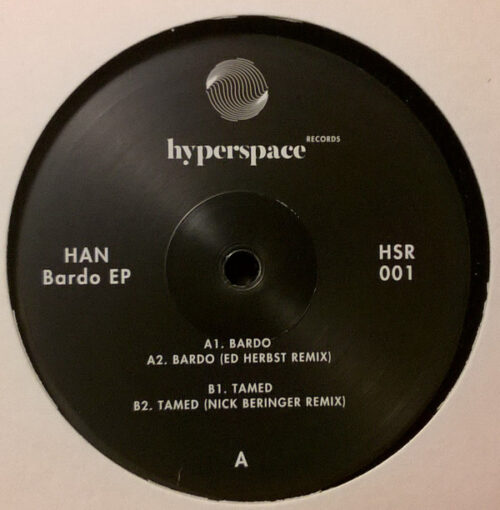 hyperspace RECORDS
HAN
Bardo EP
HSR
001
A1. BARDO
A2. BARDO (ED HERBST REMIX)
B1. TAMED
B2. TAMED (NICK BERINGER REMIX)
A